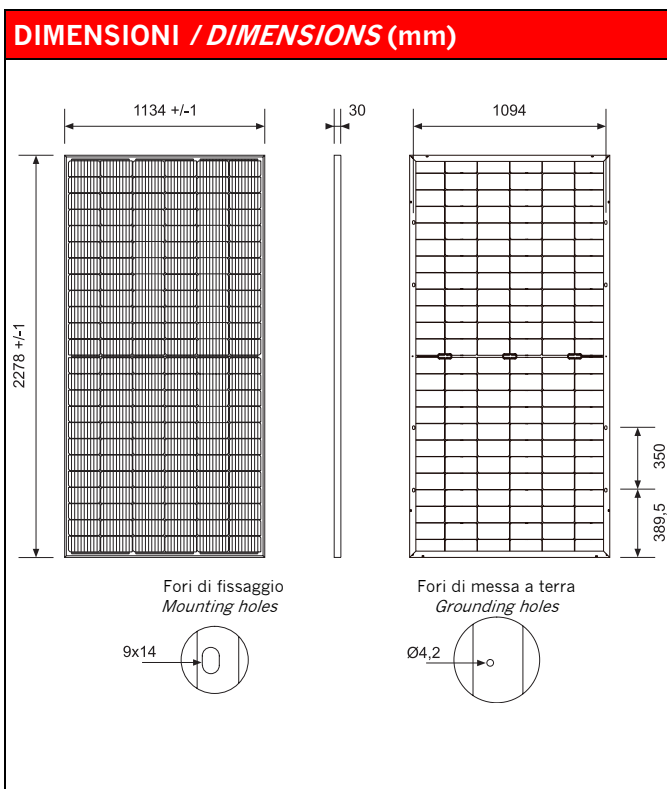 DIMENSIONI / DIMENSIONS (mm)
1134 +/-1
30
1094
2278 +/-1
350
389,5
Fori di fissaggio
Mounting holes
Fori di messa a terra
Grounding holes
9x14
Ø4,2